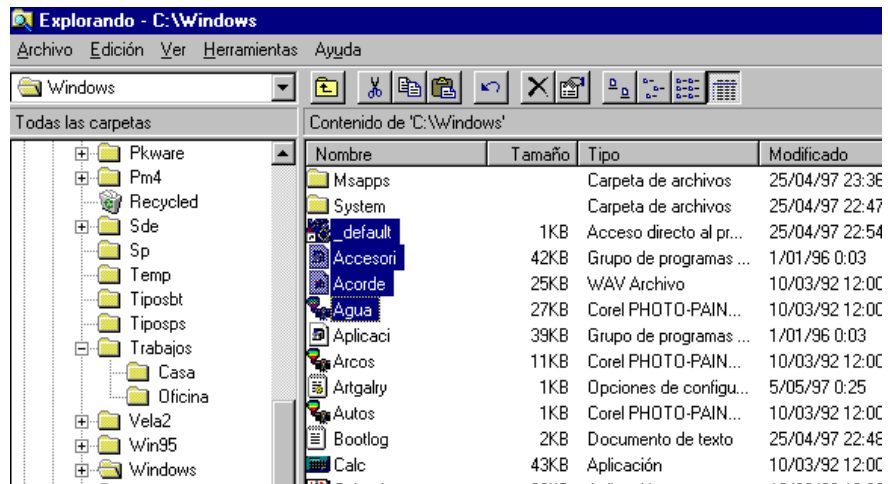 Explorando - C:\Windows
Archivo Edición Ver Herramientas Ayuda
Windows
Todas las carpetas
Contenido de 'C:\Windows'
Pkware
Pm4
Recycled
Sde
Sp
Temp
Tiposbt
Tiposps
Trabajos
Casa
Oficina
Vela2
Win95
Windows
Nombre Tamaño Tipo Modificado
Msapps Carpeta de archivos 25/04/97 23:36
System Carpeta de archivos 25/04/97 22:47
_default 1KB Acceso directo al pr... 25/04/97 22:54
Accesori 42KB Grupo de programas ... 1/01/96 0:03
Acorde 25KB WAV Archivo 10/03/92 12:00
Agua 27KB Corel PHOTO-PAIN... 10/03/92 12:00
Aplicaci 39KB Grupo de programas ... 1/01/96 0:03
Arcos 11KB Corel PHOTO-PAIN... 10/03/92 12:00
Artgalry 1KB Opciones de configu... 5/05/97 0:25
Autos 1KB Corel PHOTO-PAIN... 10/03/92 12:00
Bootlog 2KB Documento de texto 25/04/97 22:48
Calc 43KB Aplicación 10/03/92 12:00